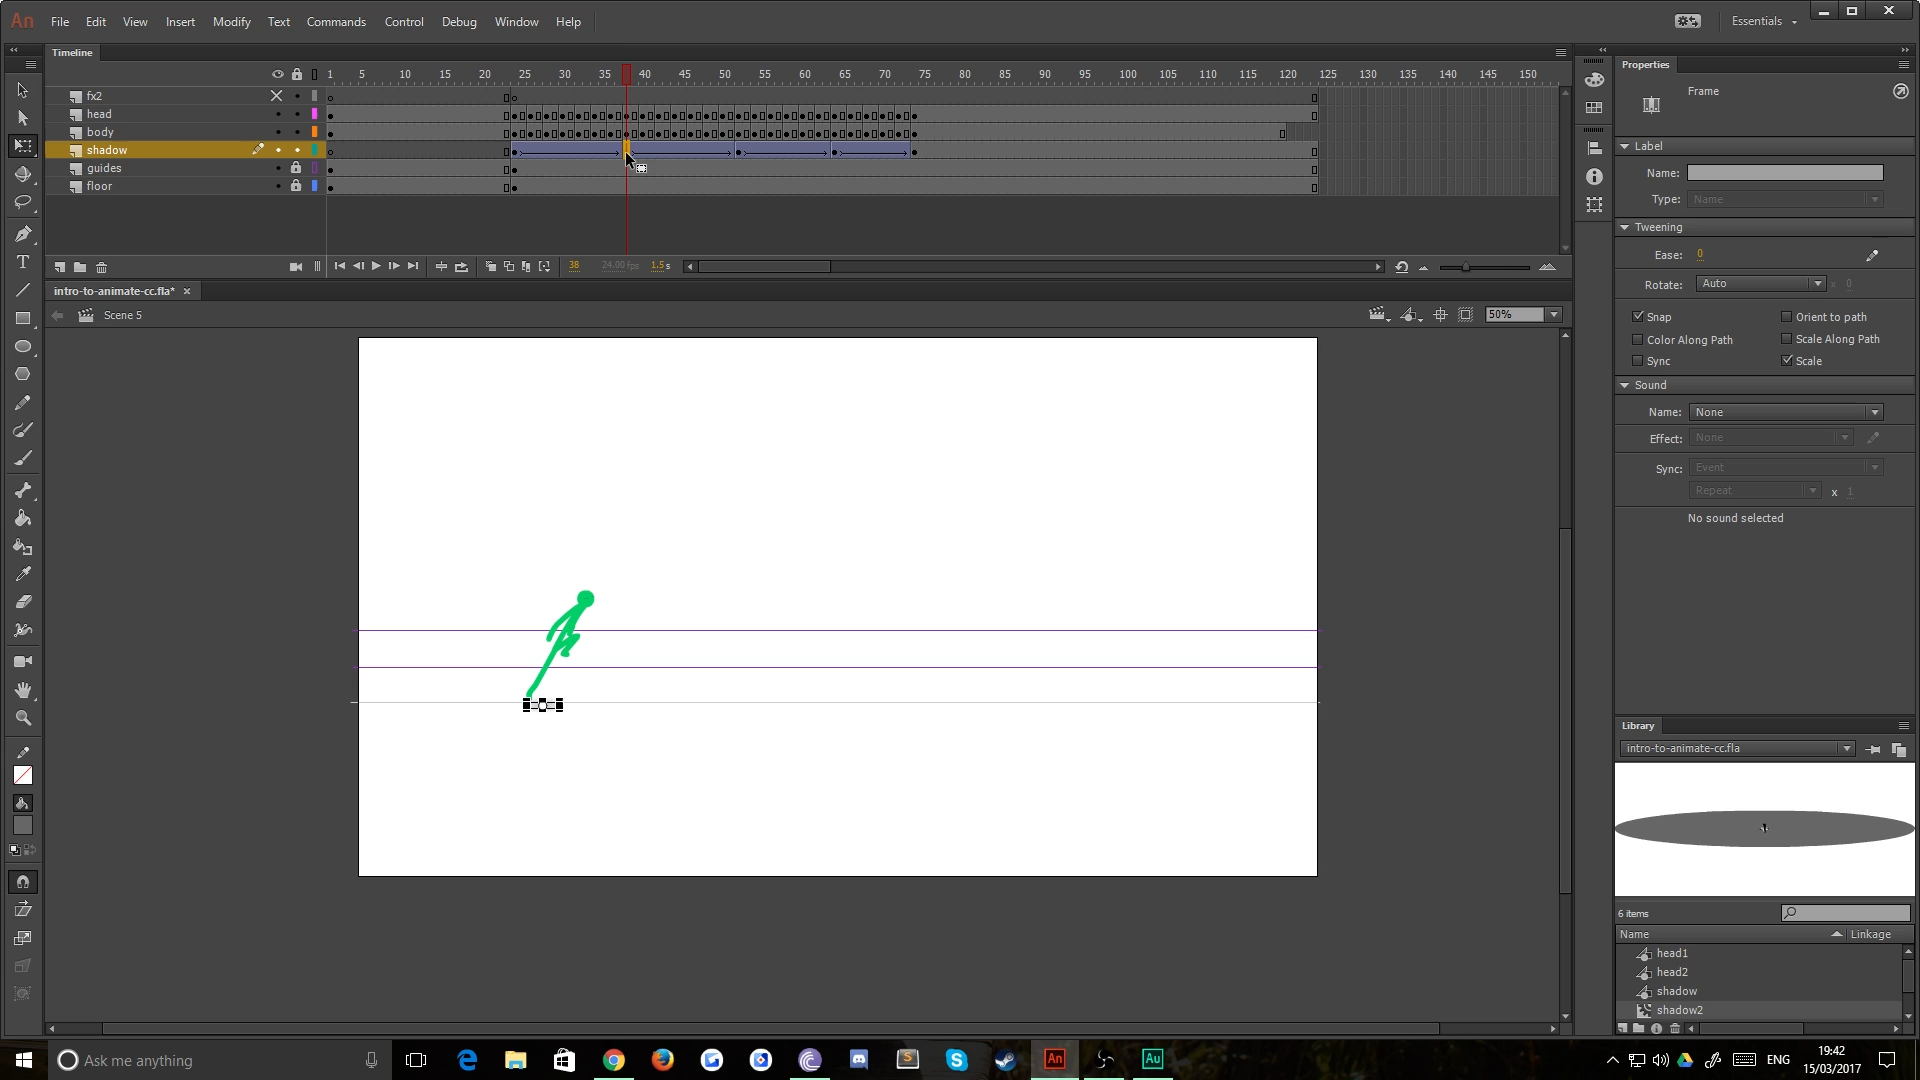 An File Edit View Insert Modify Text Commands Control Debug Window Help Essentials
Timeline
1 5 10 15 20 25 30 35 40 45 50 55 60 65 70 75 80 85 90 95 100 105 110 115 120 125 130 135 140 145 150
fx2
head
body
shadow
guides
floor
38 24.00 fps 1.5 s
intro-to-animate-cc.fla*
Scene 5
50%
Properties
Frame
Label
Name:
Type: Name
Tweening
Ease: 0
Rotate: Auto x 0
Snap Orient to path
Color Along Path Scale Along Path
Sync Scale
Sound
Name: None
Effect: None
Sync: Event
Repeat x 1
No sound selected
Library
intro-to-animate-cc.fla
6 items
Name Linkage
head1
head2
shadow
shadow2
Ask me anything
An Au
ENG
19:42
15/03/2017